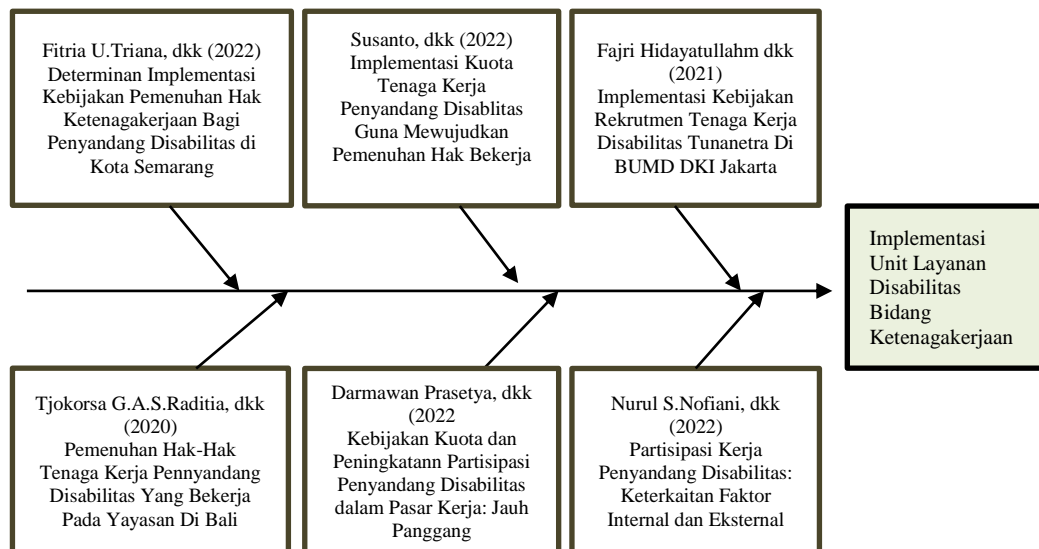 Fitria U.Triana, dkk (2022)
Determinan Implementasi
Kebijakan Pemenuhan Hak
Ketenagakerjaan Bagi
Penyandang Disabilitas di
Kota Semarang
Susanto, dkk (2022)
Implementasi Kuota
Tenaga Kerja
Penyandang Disablitas
Guna Mewujudkan
Pemenuhan Hak Bekerja
Fajri Hidayatullahm dkk
(2021)
Implementasi Kebijakan
Rekrutmen Tenaga Kerja
Disabilitas Tunanetra Di
BUMD DKI Jakarta
Implementasi
Unit Layanan
Disabilitas
Bidang
Ketenagakerjaan
Tjokorsa G.A.S.Raditia, dkk
(2020)
Pemenuhan Hak-Hak
Tenaga Kerja Pennyandang
Disabilitas Yang Bekerja
Pada Yayasan Di Bali
Darmawan Prasetya, dkk
(2022
Kebijakan Kuota dan
Peningkatann Partisipasi
Penyandang Disabilitas
dalam Pasar Kerja: Jauh
Panggang
Nurul S.Nofiani, dkk
(2022)
Partisipasi Kerja
Penyandang Disabilitas:
Keterkaitan Faktor
Internal dan Eksternal